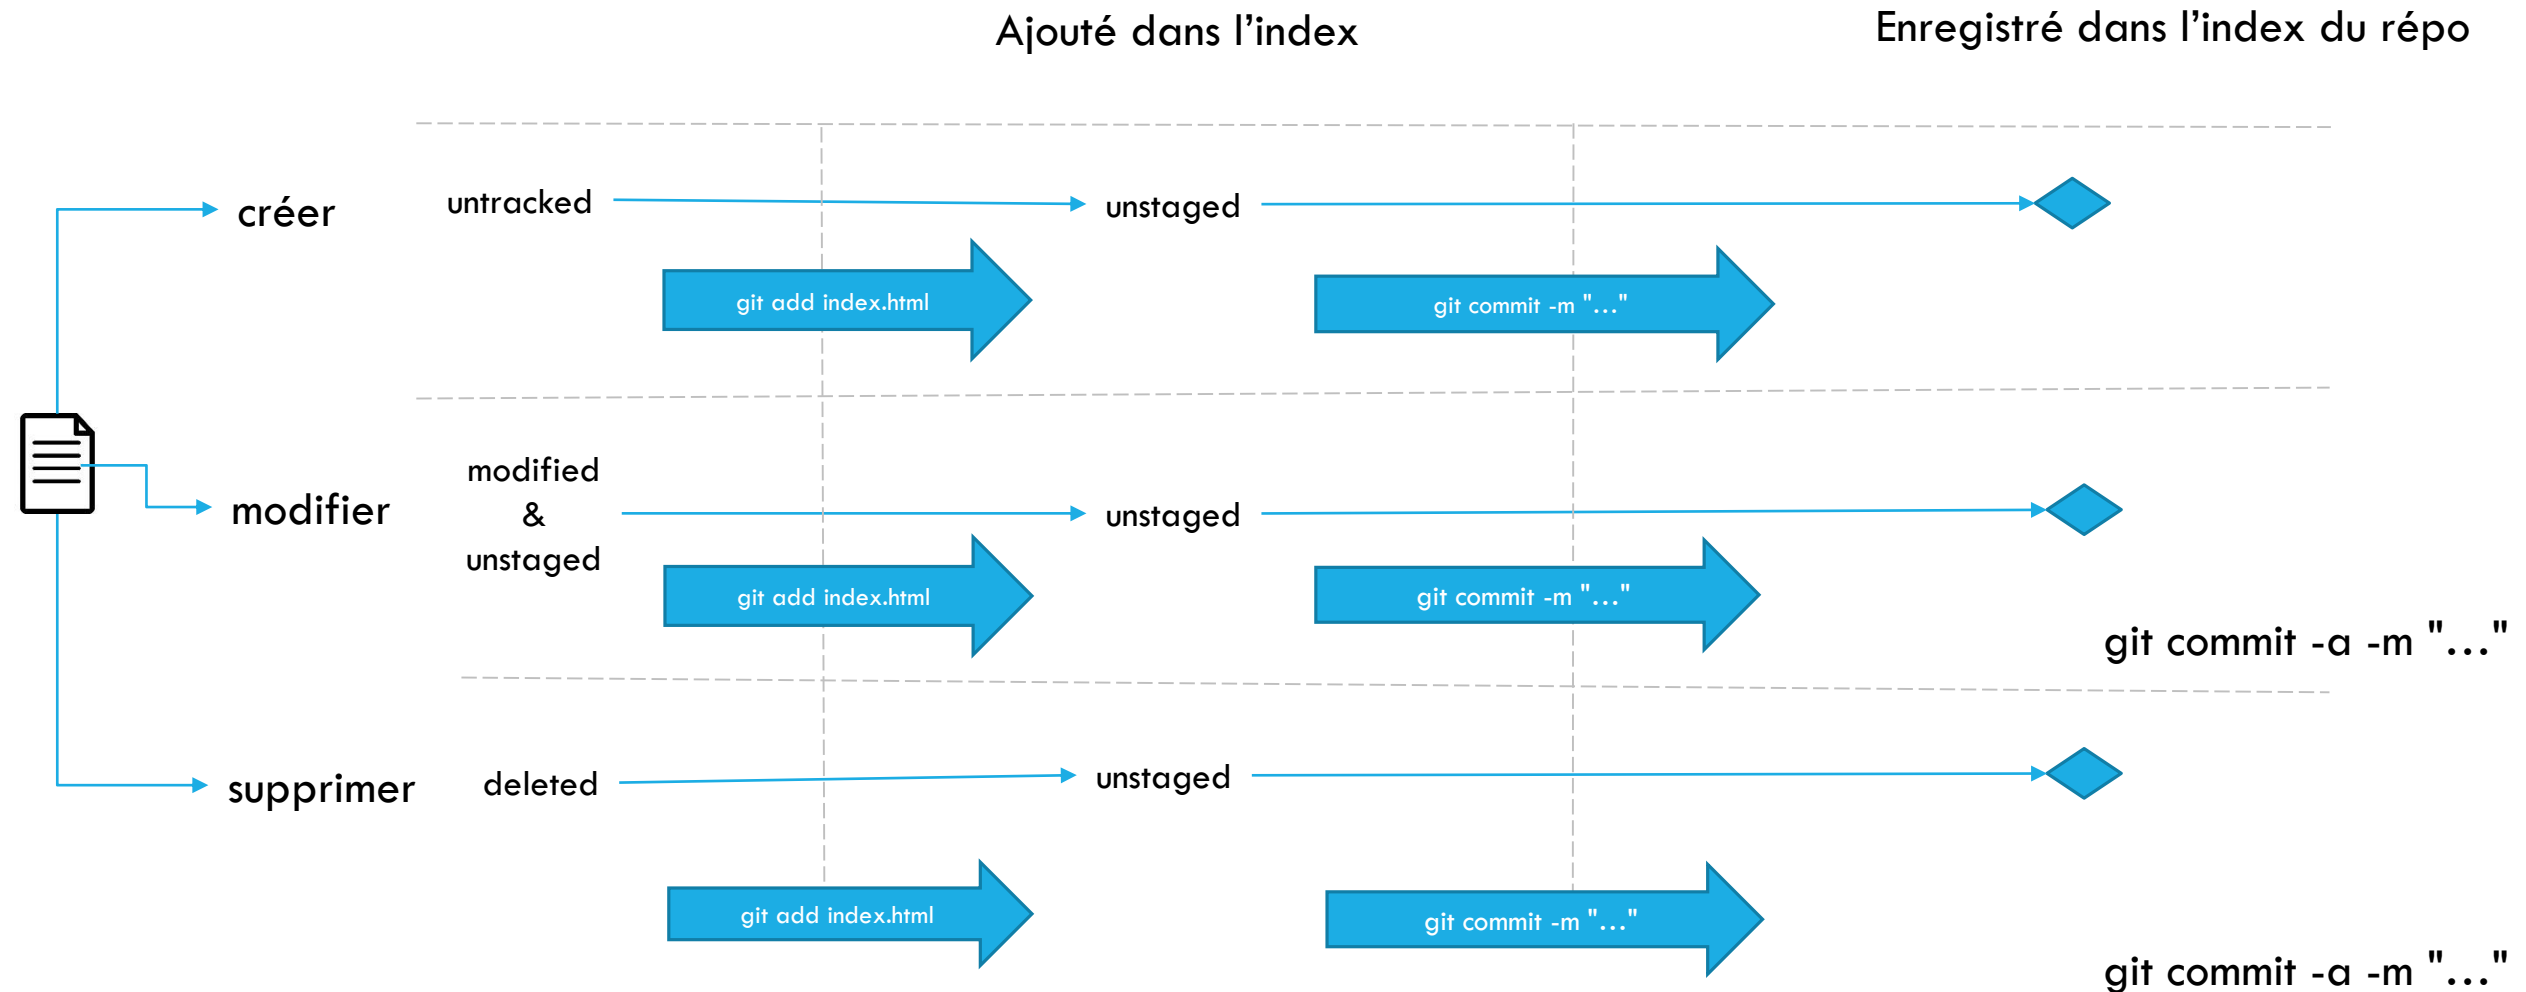 Ajouté dans l’index
Enregistré dans l’index du répo
créer
untracked
unstaged
git add index.html
git commit -m "…"
modifier
modified
&
unstaged
unstaged
git add index.html
git commit -m "…"
git commit -a -m "…"
supprimer
deleted
unstaged
git add index.html
git commit -m "…"
git commit -a -m "…"